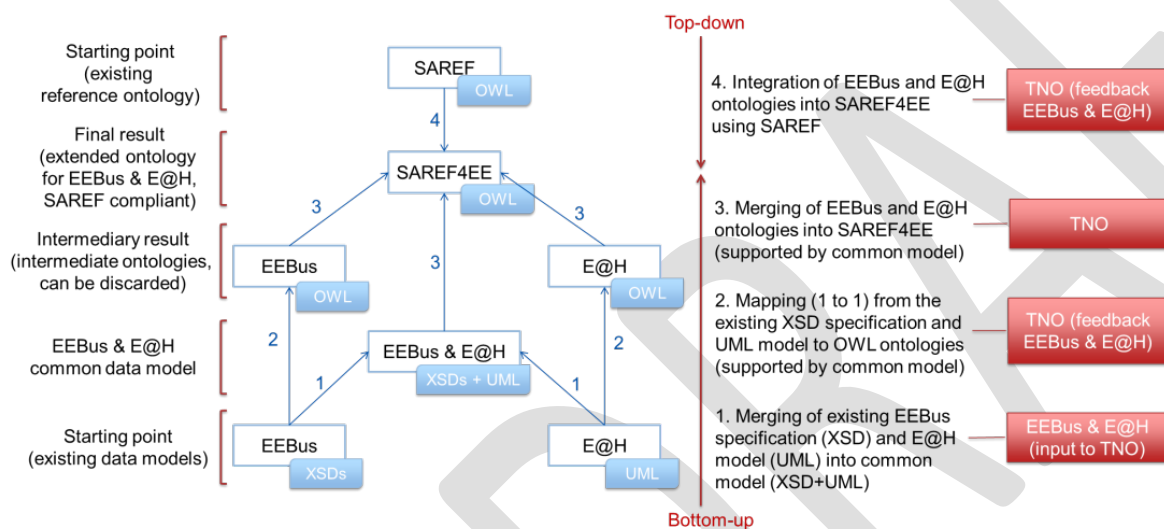 Top-down
Starting point
(existing
reference ontology)
SAREF
OWL
4
4. Integration of EEBus and E@H
ontologies into SAREF4EE
using SAREF
TNO (feedback
EEBus & E@H)
Final result
(extended ontology
for EEBus & E@H,
SAREF compliant)
SAREF4EE
OWL
3
3
3
3. Merging of EEBus and E@H
ontologies into SAREF4EE
(supported by common model)
TNO
Intermediary result
(intermediate ontologies,
can be discarded)
EEBus
OWL
E@H
OWL
2
2
2. Mapping (1 to 1) from the
existing XSD specification and
UML model to OWL ontologies
(supported by common model)
TNO (feedback
EEBus & E@H)
EEBus & E@H
common data model
EEBus & E@H
XSDs + UML
1
1
1. Merging of existing EEBus
specification (XSD) and E@H
model (UML) into common
model (XSD+UML)
EEBus & E@H
(input to TNO)
Starting point
(existing data models)
EEBus
XSDs
E@H
UML
Bottom-up
DRA